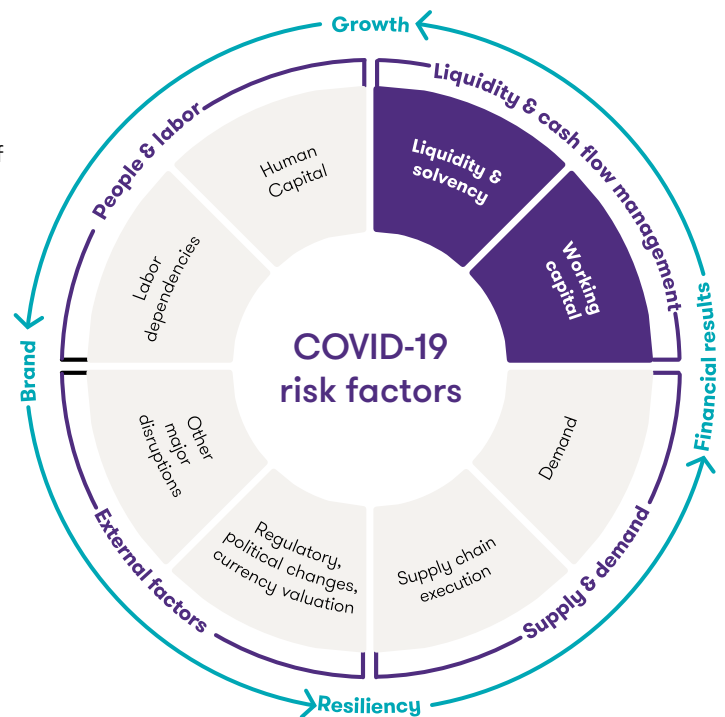 Growth
f
People & labor
Liquidity & cash flow management
Human
Capital
Liquidity &
solvency
Labor
dependencies
Working
capital
COVID-19
risk factors
Brand
Financial results
Other
major
disruptions
Demand
Regulatory,
political changes,
currency valuation
Supply chain
execution
External factors
Supply & demand
Resiliency